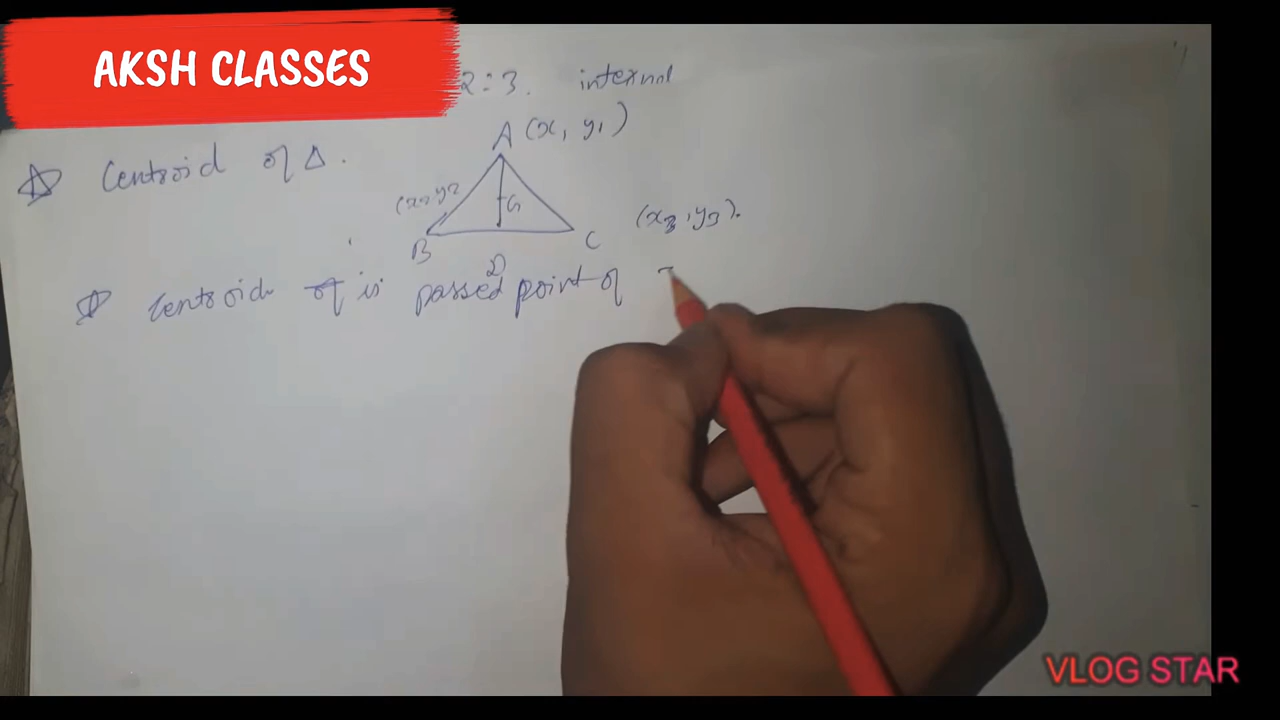 AKSH CLASSES
2:3. internal
A (x, y1)
☆ Centroid of Δ.
(x2, y2
G
(x3, y3).
B
C
D
☆ Centroid of is passed point of
VLOG STAR